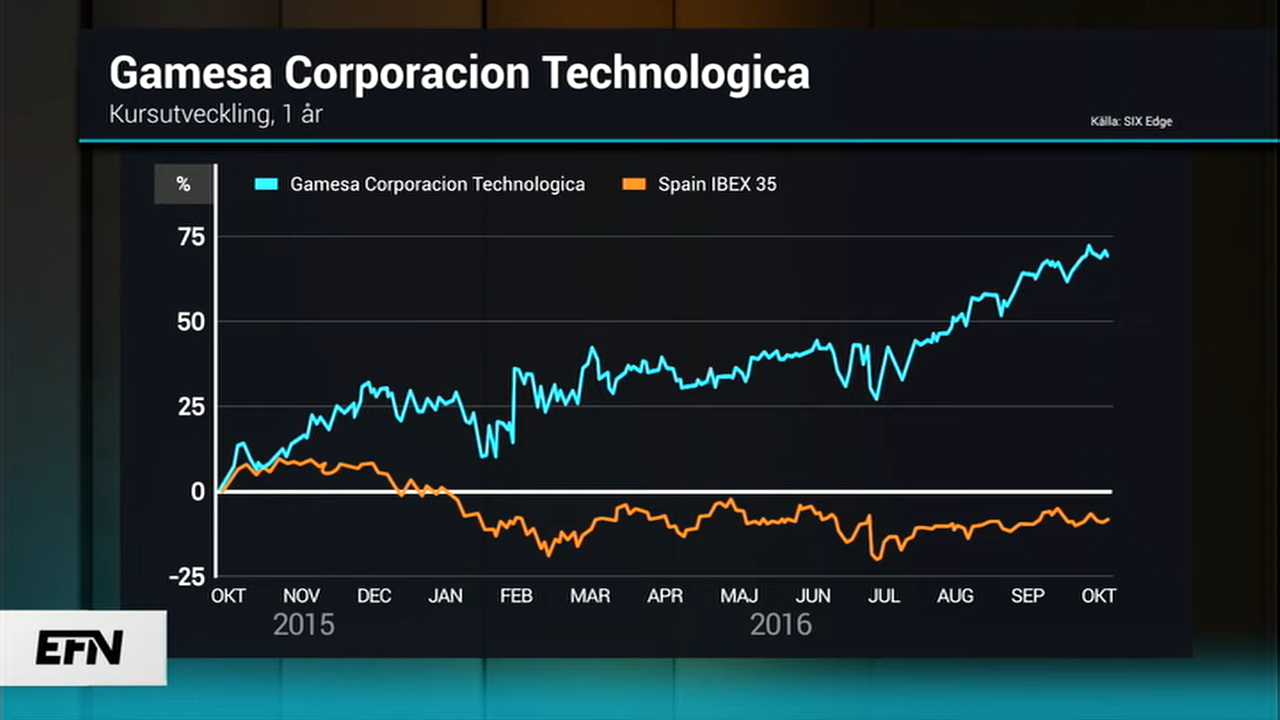 Gamesa Corporacion Technologica
Kursutveckling, 1 år
Källa: SIX Edge
% Gamesa Corporacion Technologica Spain IBEX 35
75
50
25
0
-25
OKT NOV DEC JAN FEB MAR APR MAJ JUN JUL AUG SEP OKT
2015 2016
EFN